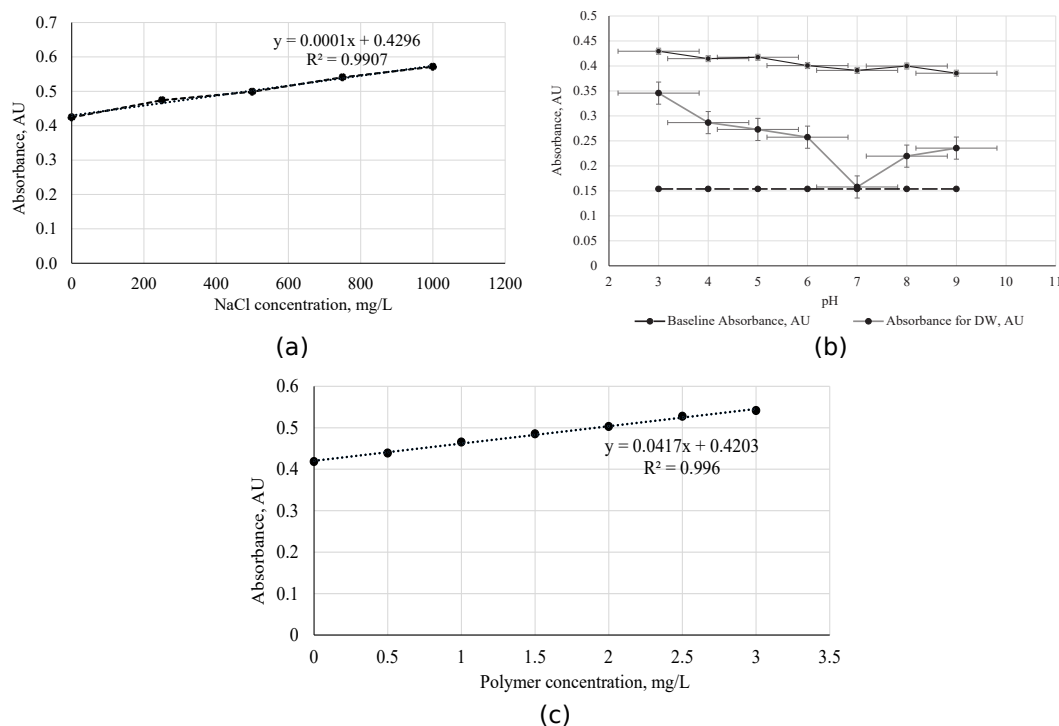 0.7
0.6
0.5
0.4
0.3
0.2
0.1
0.0
Absorbance, AU
y = 0.0001x + 0.4296
R² = 0.9907
0 200 400 600 800 1000 1200
NaCl concentration, mg/L
(a)
0.5
0.45
0.4
0.35
0.3
0.25
0.2
0.15
0.1
0.05
0
Absorbance, AU
2 3 4 5 6 7 8 9 10 11
pH
Baseline Absorbance, AU Absorbance for DW, AU
(b)
0.6
0.5
0.4
0.3
0.2
0.1
0
Absorbance, AU
y = 0.0417x + 0.4203
R² = 0.996
0 0.5 1 1.5 2 2.5 3 3.5
Polymer concentration, mg/L
(c)